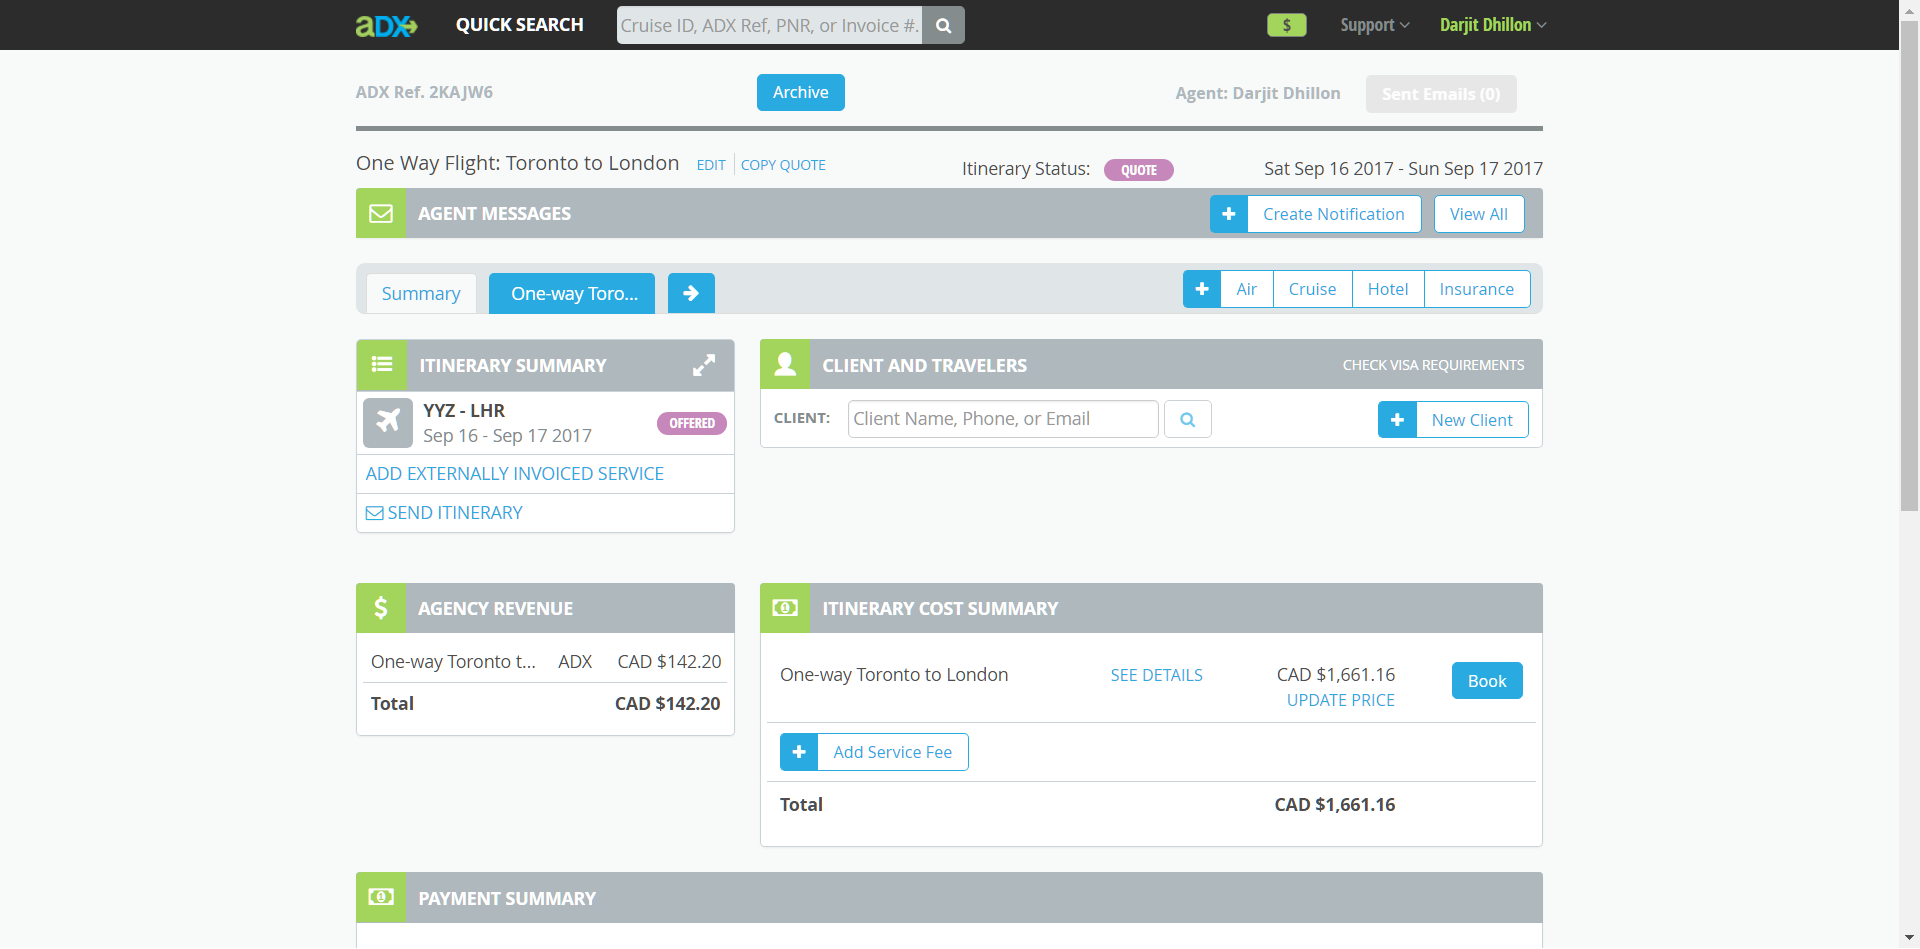 ADX QUICK SEARCH Cruise ID, ADX Ref, PNR, or Invoice #. $ Support Darjit Dhillon
ADX Ref. 2KAJW6 Archive Agent: Darjit Dhillon Sent Emails (0)
One Way Flight: Toronto to London EDIT COPY QUOTE Itinerary Status: QUOTE Sat Sep 16 2017 - Sun Sep 17 2017
AGENT MESSAGES + Create Notification View All
Summary One-way Toro... + Air Cruise Hotel Insurance
ITINERARY SUMMARY
YYZ - LHR
Sep 16 - Sep 17 2017 OFFERED
ADD EXTERNALLY INVOICED SERVICE
SEND ITINERARY
CLIENT AND TRAVELERS CHECK VISA REQUIREMENTS
CLIENT: Client Name, Phone, or Email + New Client
$ AGENCY REVENUE
One-way Toronto t... ADX CAD $142.20
Total CAD $142.20
ITINERARY COST SUMMARY
One-way Toronto to London SEE DETAILS CAD $1,661.16 Book
UPDATE PRICE
+ Add Service Fee
Total CAD $1,661.16
PAYMENT SUMMARY